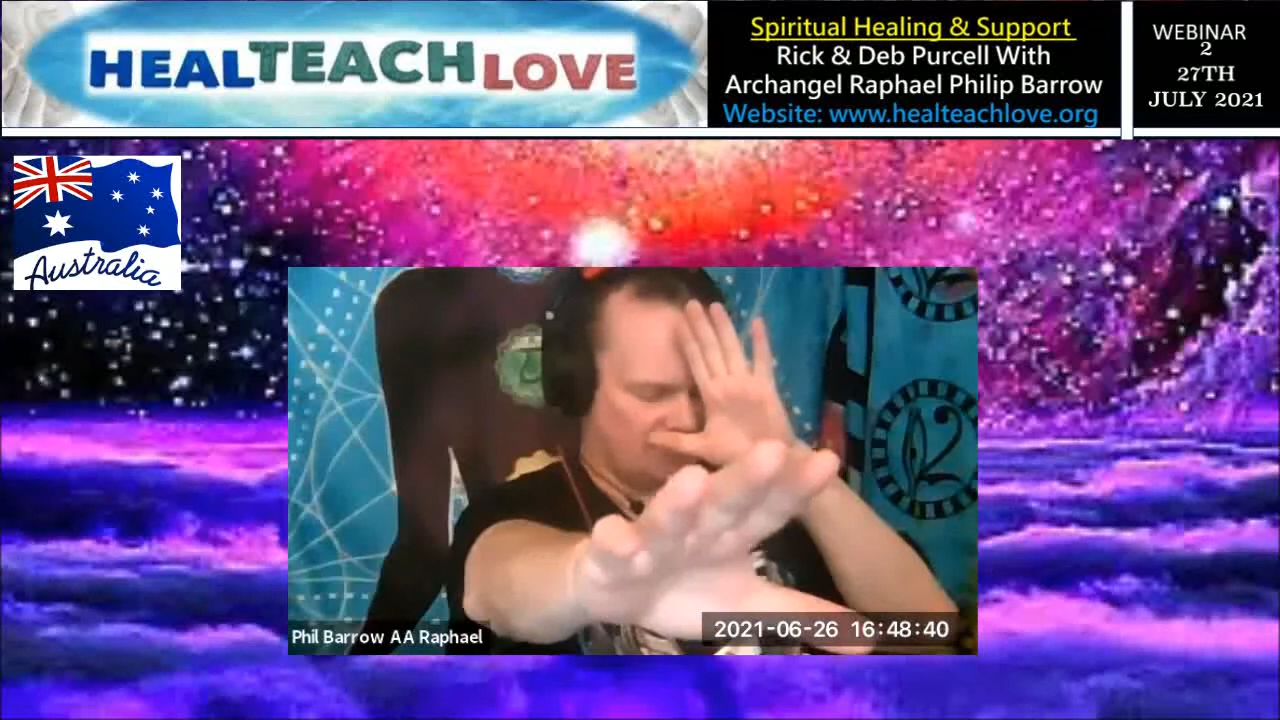 HEALTEACHLOVE
Spiritual Healing & Support
Rick & Deb Purcell With
Archangel Raphael Philip Barrow
Website: www.healteachlove.org
WEBINAR
2
27TH
JULY 2021
Australia
Phil Barrow AA Raphael
2021-06-26 16:48:40